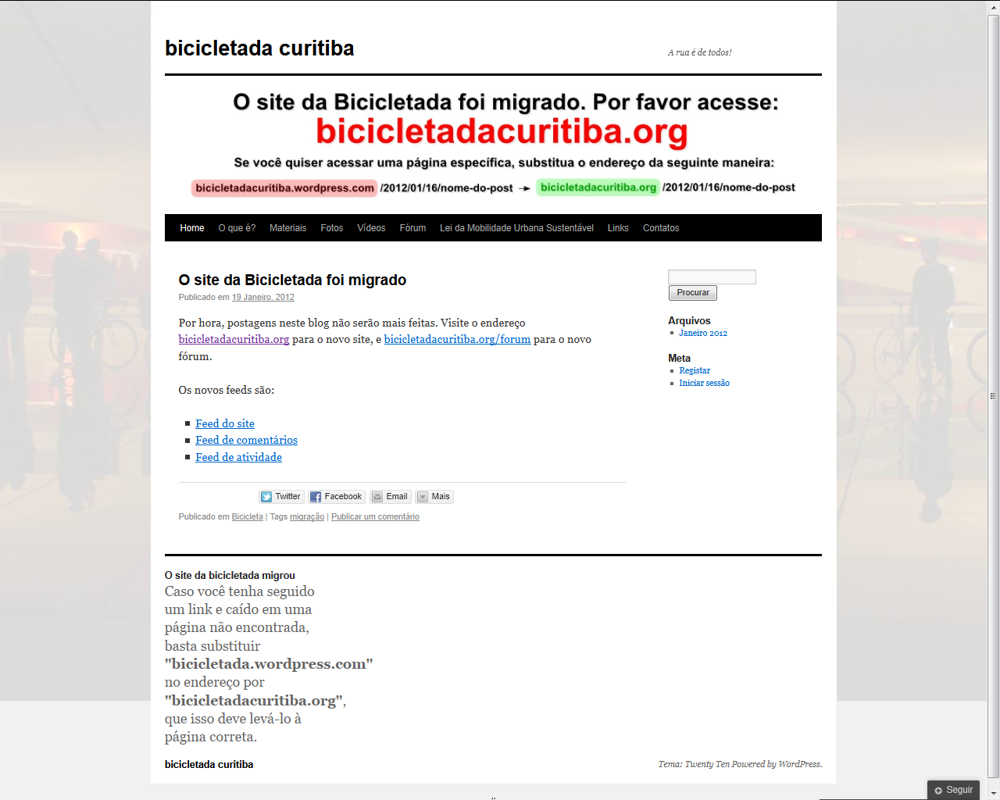 bicicletada curitiba
A rua é de todos!
O site da Bicicletada foi migrado. Por favor acesse:
bicicletadacuritiba.org
Se você quiser acessar uma página específica, substitua o endereço da seguinte maneira:
bicicletadacuritiba.wordpress.com /2012/01/16/nome-do-post → bicicletadacuritiba.org /2012/01/16/nome-do-post
Home O que é? Materiais Fotos Vídeos Fórum Lei da Mobilidade Urbana Sustentável Links Contatos
O site da Bicicletada foi migrado
Publicado em 19 Janeiro, 2012
Por hora, postagens neste blog não serão mais feitas. Visite o endereço
bicicletadacuritiba.org para o novo site, e bicicletadacuritiba.org/forum para o novo
fórum.
Os novos feeds são:
Feed do site
Feed de comentários
Feed de atividade
Twitter Facebook Email Mais
Publicado em Bicicleta | Tags migração | Publicar um comentário
Procurar
Arquivos
Janeiro 2012
Meta
Registar
Iniciar sessão
O site da bicicletada migrou
Caso você tenha seguido
um link e caído em uma
página não encontrada,
basta substituir
"bicicletada.wordpress.com"
no endereço por
"bicicletadacuritiba.org",
que isso deve levá-lo à
página correta.
bicicletada curitiba
Tema: Twenty Ten Powered by WordPress.
Seguir